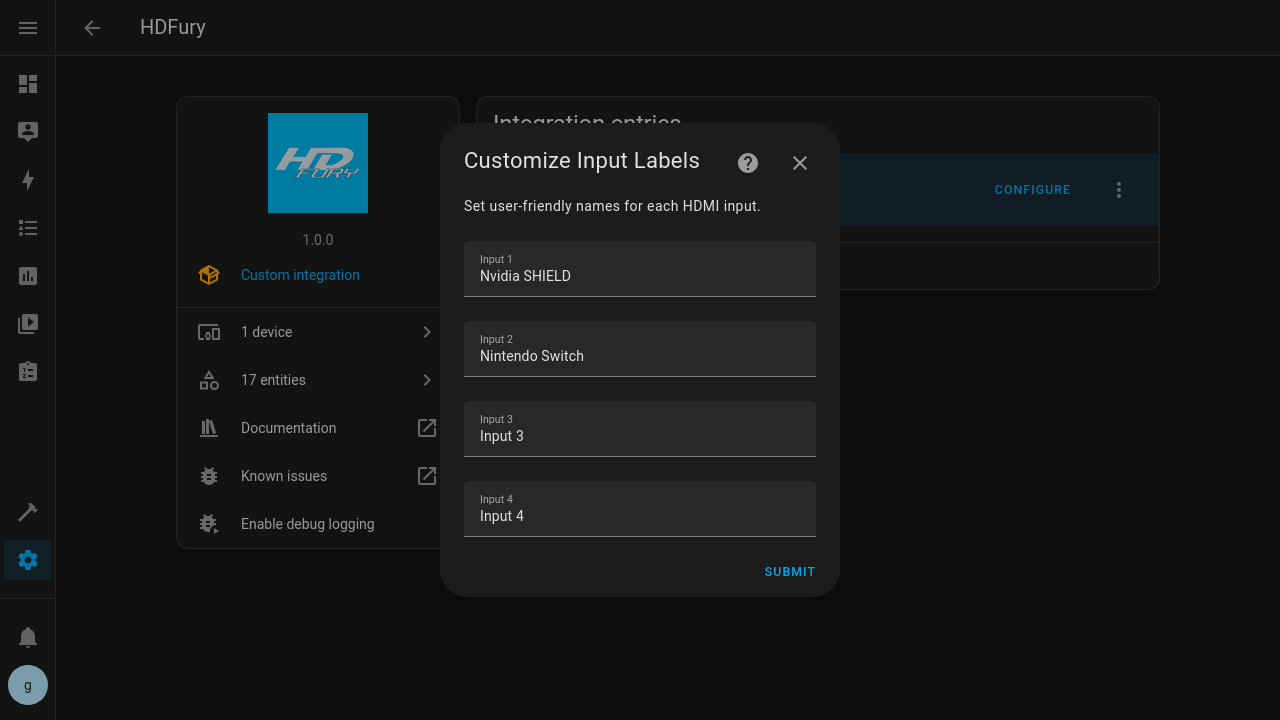 HDFury
HD
FURY
1.0.0
Custom integration
1 device
17 entities
Documentation
Known issues
Enable debug logging
Integration entries
CONFIGURE
Customize Input Labels
Set user-friendly names for each HDMI input.
Input 1
Nvidia SHIELD
Input 2
Nintendo Switch
Input 3
Input 3
Input 4
Input 4
SUBMIT
g